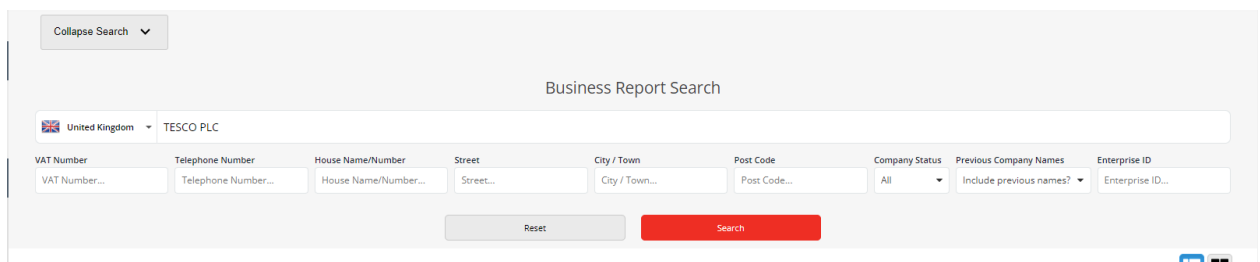 Collapse Search
Business Report Search
United Kingdom TESCO PLC
VAT Number Telephone Number House Name/Number Street City / Town Post Code Company Status Previous Company Names Enterprise ID
VAT Number... Telephone Number... House Name/Number... Street... City / Town... Post Code... All Include previous names? Enterprise ID...
Reset Search